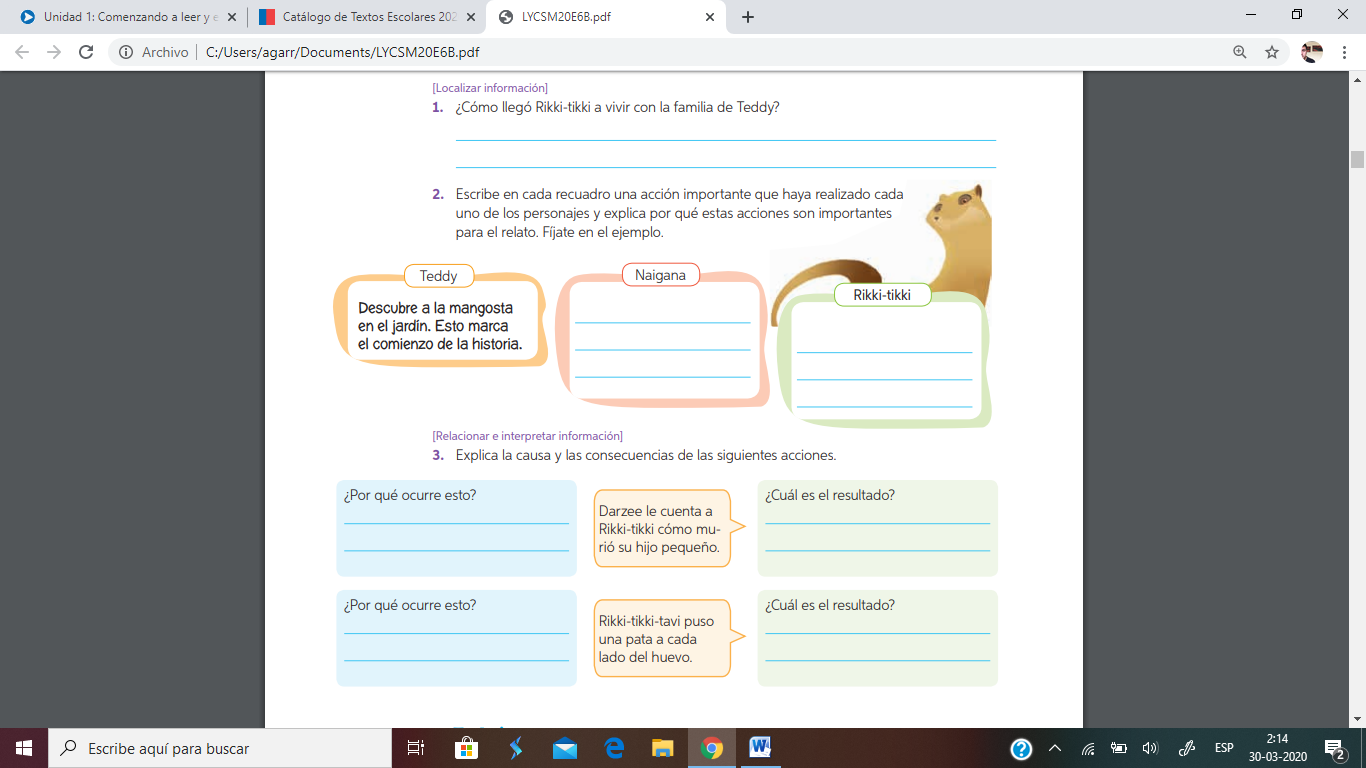 Unidad 1: Comenzando a leer y e
Catálogo de Textos Escolares 202
LYCSM20E6B.pdf
Archivo
C:/Users/agarr/Documents/LYCSM20E6B.pdf
[Localizar información]
1. ¿Cómo llegó Rikki-tikki a vivir con la familia de Teddy?
2. Escribe en cada recuadro una acción importante que haya realizado cada
uno de los personajes y explica por qué estas acciones son importantes
para el relato. Fíjate en el ejemplo.
Teddy
Descubre a la mangosta
en el jardín. Esto marca
el comienzo de la historia.
Naigana
Rikki-tikki
[Relacionar e interpretar información]
3. Explica la causa y las consecuencias de las siguientes acciones.
¿Por qué ocurre esto?
Darzee le cuenta a
Rikki-tikki cómo mu-
rió su hijo pequeño.
¿Cuál es el resultado?
¿Por qué ocurre esto?
Rikki-tikki-tavi puso
una pata a cada
lado del huevo.
¿Cuál es el resultado?
Escribe aquí para buscar
ESP
2:14
30-03-2020
2